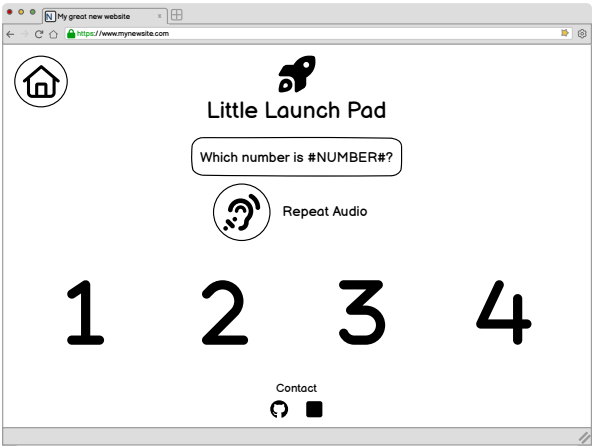 My great new website
https://www.mynewsite.com
Little Launch Pad
Which number is #NUMBER#?
Repeat Audio
1 2 3 4
Contact